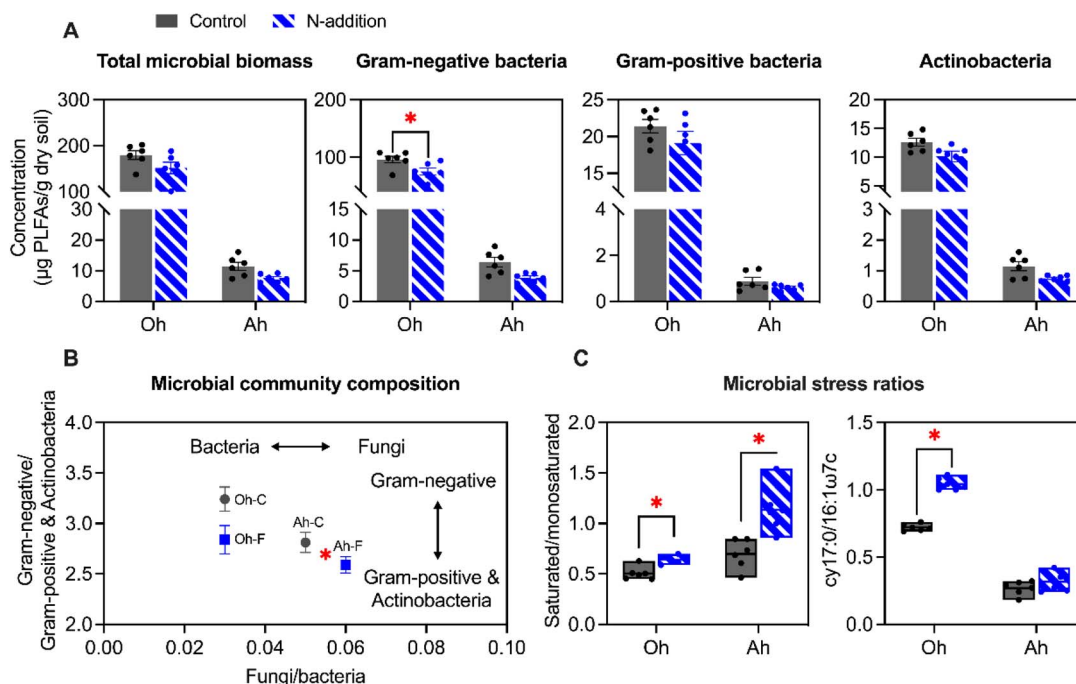 Control
N-addition
A
Total microbial biomass
Gram-negative bacteria
Gram-positive bacteria
Actinobacteria
Concentration
(µg PLFAs/g dry soil)
300
200
100
30
20
10
0
Oh
Ah
200
100
15
10
5
0
*
Oh
Ah
25
20
15
4
2
0
Oh
Ah
20
15
10
5
4
3
2
1
0
Oh
Ah
B
Microbial community composition
Gram-negative/
Gram-positive & Actinobacteria
4.0
3.5
3.0
2.5
2.0
Bacteria
Fungi
Gram-negative
Gram-positive &
Actinobacteria
Oh-C
Oh-F
Ah-C
Ah-F
*
0.00
0.02
0.04
0.06
0.08
0.10
Fungi/bacteria
C
Microbial stress ratios
Saturated/monosaturated
2.0
1.5
1.0
0.5
0.0
*
*
Oh
Ah
cy17:0/16:1ω7c
1.5
1.0
0.5
0.0
*
Oh
Ah